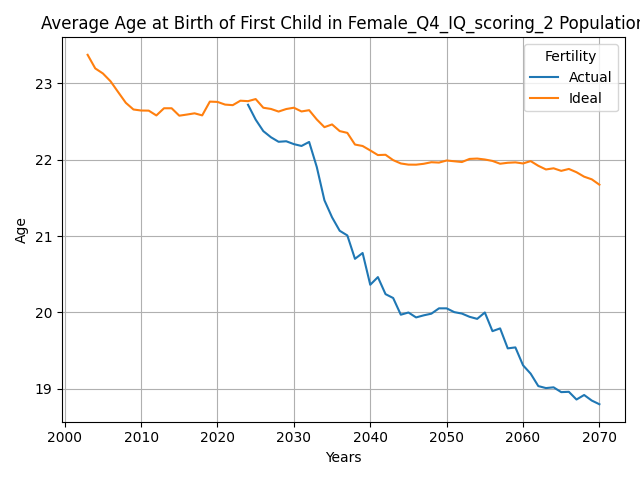 Average Age at Birth of First Child in Female_Q4_IQ_scoring_2 Population
Fertility
Actual
Ideal
Age
23
22
21
20
19
2000 2010 2020 2030 2040 2050 2060 2070
Years